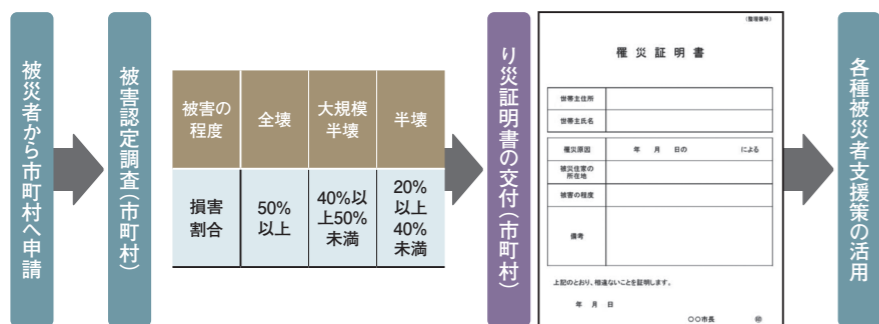 被災者から市町村へ申請
被害認定調査(市町村)
被害の
程度
全壊
大規模
半壊
半壊
損害
割合
50%
以上
40%以
上50%
未満
20%
以上
40%
未満
り災証明書の交付(市町村)
(整理番号)
罹災証明書
世帯主住所
世帯主氏名
罹災原因
年 月 日の による
被災住家の
所在地
被害の程度
備考
上記のとおり、相違ないことを証明します。
年 月 日
〇〇市長 ㊞
各種被災者支援策の活用